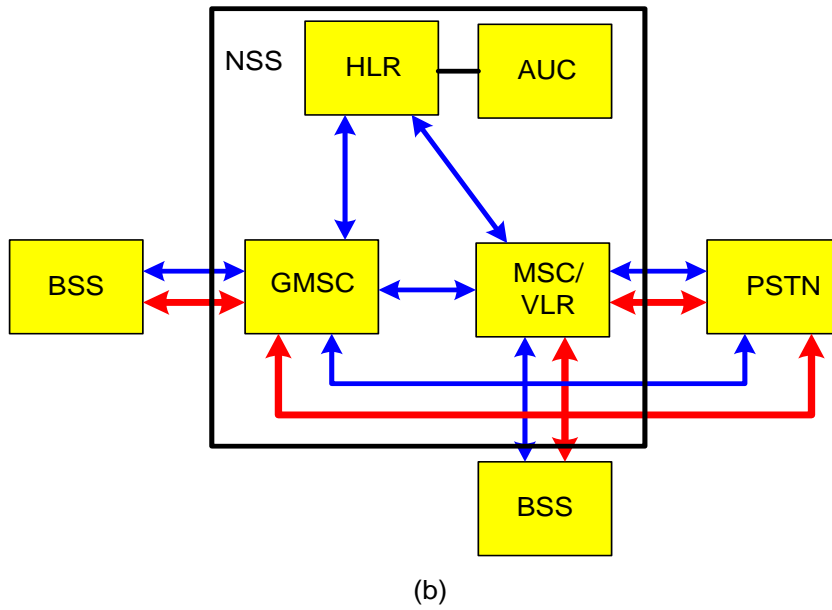 NSS
HLR
AUC
BSS
GMSC
MSC/
VLR
PSTN
BSS
(b)